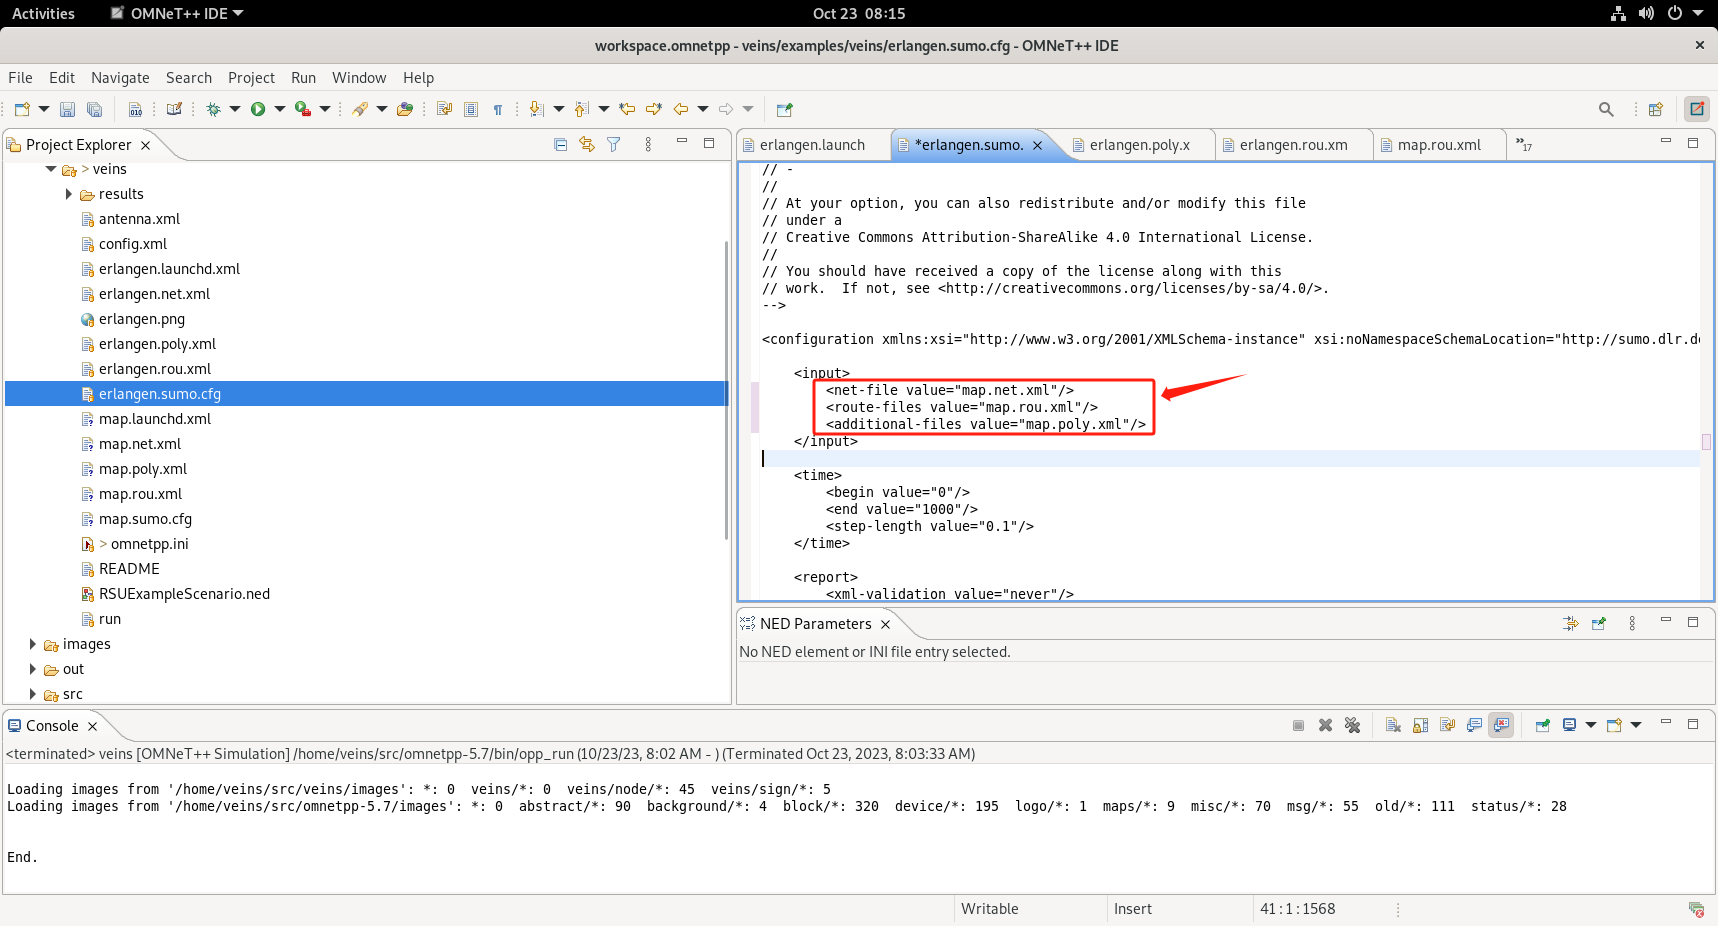 Activities
OMNeT++ IDE
Oct 23 08:15
workspace.omnetpp - veins/examples/veins/erlangen.sumo.cfg - OMNeT++ IDE
File Edit Navigate Search Project Run Window Help
Project Explorer
> veins
results
antenna.xml
config.xml
erlangen.launchd.xml
erlangen.net.xml
erlangen.png
erlangen.poly.xml
erlangen.rou.xml
erlangen.sumo.cfg
map.launchd.xml
map.net.xml
map.poly.xml
map.rou.xml
map.sumo.cfg
> omnetpp.ini
README
RSUExampleScenario.ned
run
images
out
src
erlangen.launch
*erlangen.sumo.
erlangen.poly.x
erlangen.rou.xm
map.rou.xml
»17
// -
//
// At your option, you can also redistribute and/or modify this file
// under a
// Creative Commons Attribution-ShareAlike 4.0 International License.
//
// You should have received a copy of the license along with this
// work.  If not, see <http://creativecommons.org/licenses/by-sa/4.0/>.
-->
<configuration xmlns:xsi="http://www.w3.org/2001/XMLSchema-instance" xsi:noNamespaceSchemaLocation="http://sumo.dlr.de
<input>
<net-file value="map.net.xml"/>
<route-files value="map.rou.xml"/>
<additional-files value="map.poly.xml"/>
</input>
<time>
<begin value="0"/>
<end value="1000"/>
<step-length value="0.1"/>
</time>
<report>
<xml-validation value="never"/>
NED Parameters
No NED element or INI file entry selected.
Console
<terminated> veins [OMNeT++ Simulation] /home/veins/src/omnetpp-5.7/bin/opp_run (10/23/23, 8:02 AM - ) (Terminated Oct 23, 2023, 8:03:33 AM)
Loading images from '/home/veins/src/veins/images': *: 0  veins/*: 0  veins/node/*: 45  veins/sign/*: 5
Loading images from '/home/veins/src/omnetpp-5.7/images': *: 0  abstract/*: 90  background/*: 4  block/*: 320  device/*: 195  logo/*: 1  maps/*: 9  misc/*: 70  msg/*: 55  old/*: 111  status/*: 28
End.
Writable
Insert
41 : 1 : 1568